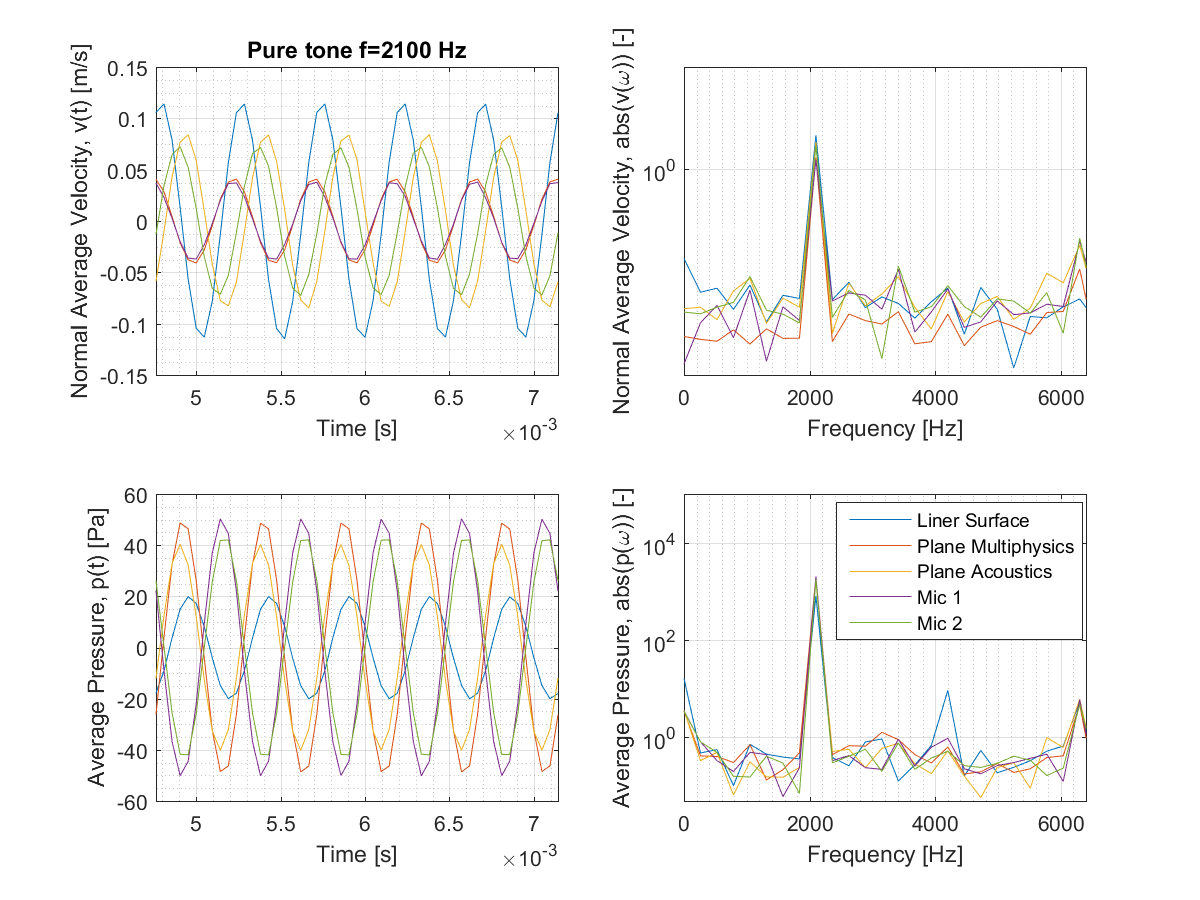 Pure tone f=2100 Hz
Normal Average Velocity, v(t) [m/s]
0.15
0.1
0.05
0
-0.05
-0.1
-0.15
5 5.5 6 6.5 7
Time [s]
×10-3
Normal Average Velocity, abs(v(ω)) [-]
100
0 2000 4000 6000
Frequency [Hz]
Average Pressure, p(t) [Pa]
60
40
20
0
-20
-40
-60
5 5.5 6 6.5 7
Time [s]
×10-3
Average Pressure, abs(p(ω)) [-]
104
102
100
0 2000 4000 6000
Frequency [Hz]
Liner Surface
Plane Multiphysics
Plane Acoustics
Mic 1
Mic 2